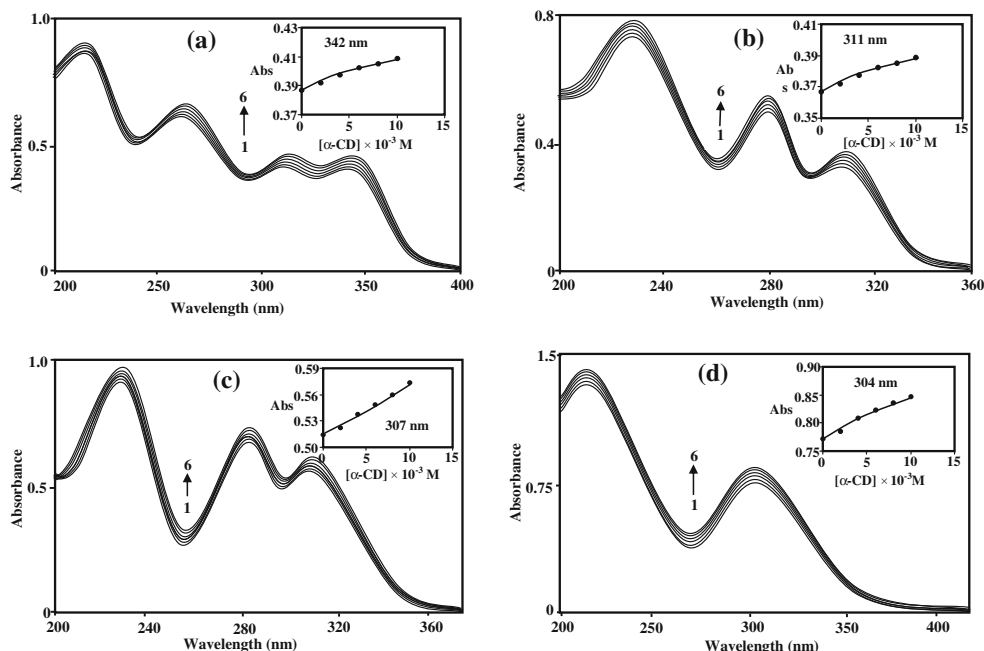 (a)
1.0
0.5
0
Absorbance
200 250 300 350 400
Wavelength (nm)
6
1
342 nm
Abs
0.43
0.41
0.39
0.37
0 5 10 15
[α-CD] × 10-3 M
(b)
0.8
0.4
0
Absorbance
200 240 280 320 360
Wavelength (nm)
6
1
311 nm
Ab
s
0.41
0.39
0.37
0.35
0 5 10 15
[α-CD] × 10-3 M
(c)
1.0
0.5
0
Absorbance
200 240 280 320 360
Wavelength (nm)
6
1
307 nm
Abs
0.59
0.56
0.53
0.50
0 5 10 15
[α-CD] × 10-3 M
(d)
1.5
0.75
0
Absorbance
200 250 300 350 400
Wavelength (nm)
6
1
304 nm
Abs
0.90
0.85
0.80
0.75
0 5 10 15
[α-CD] × 10-3M